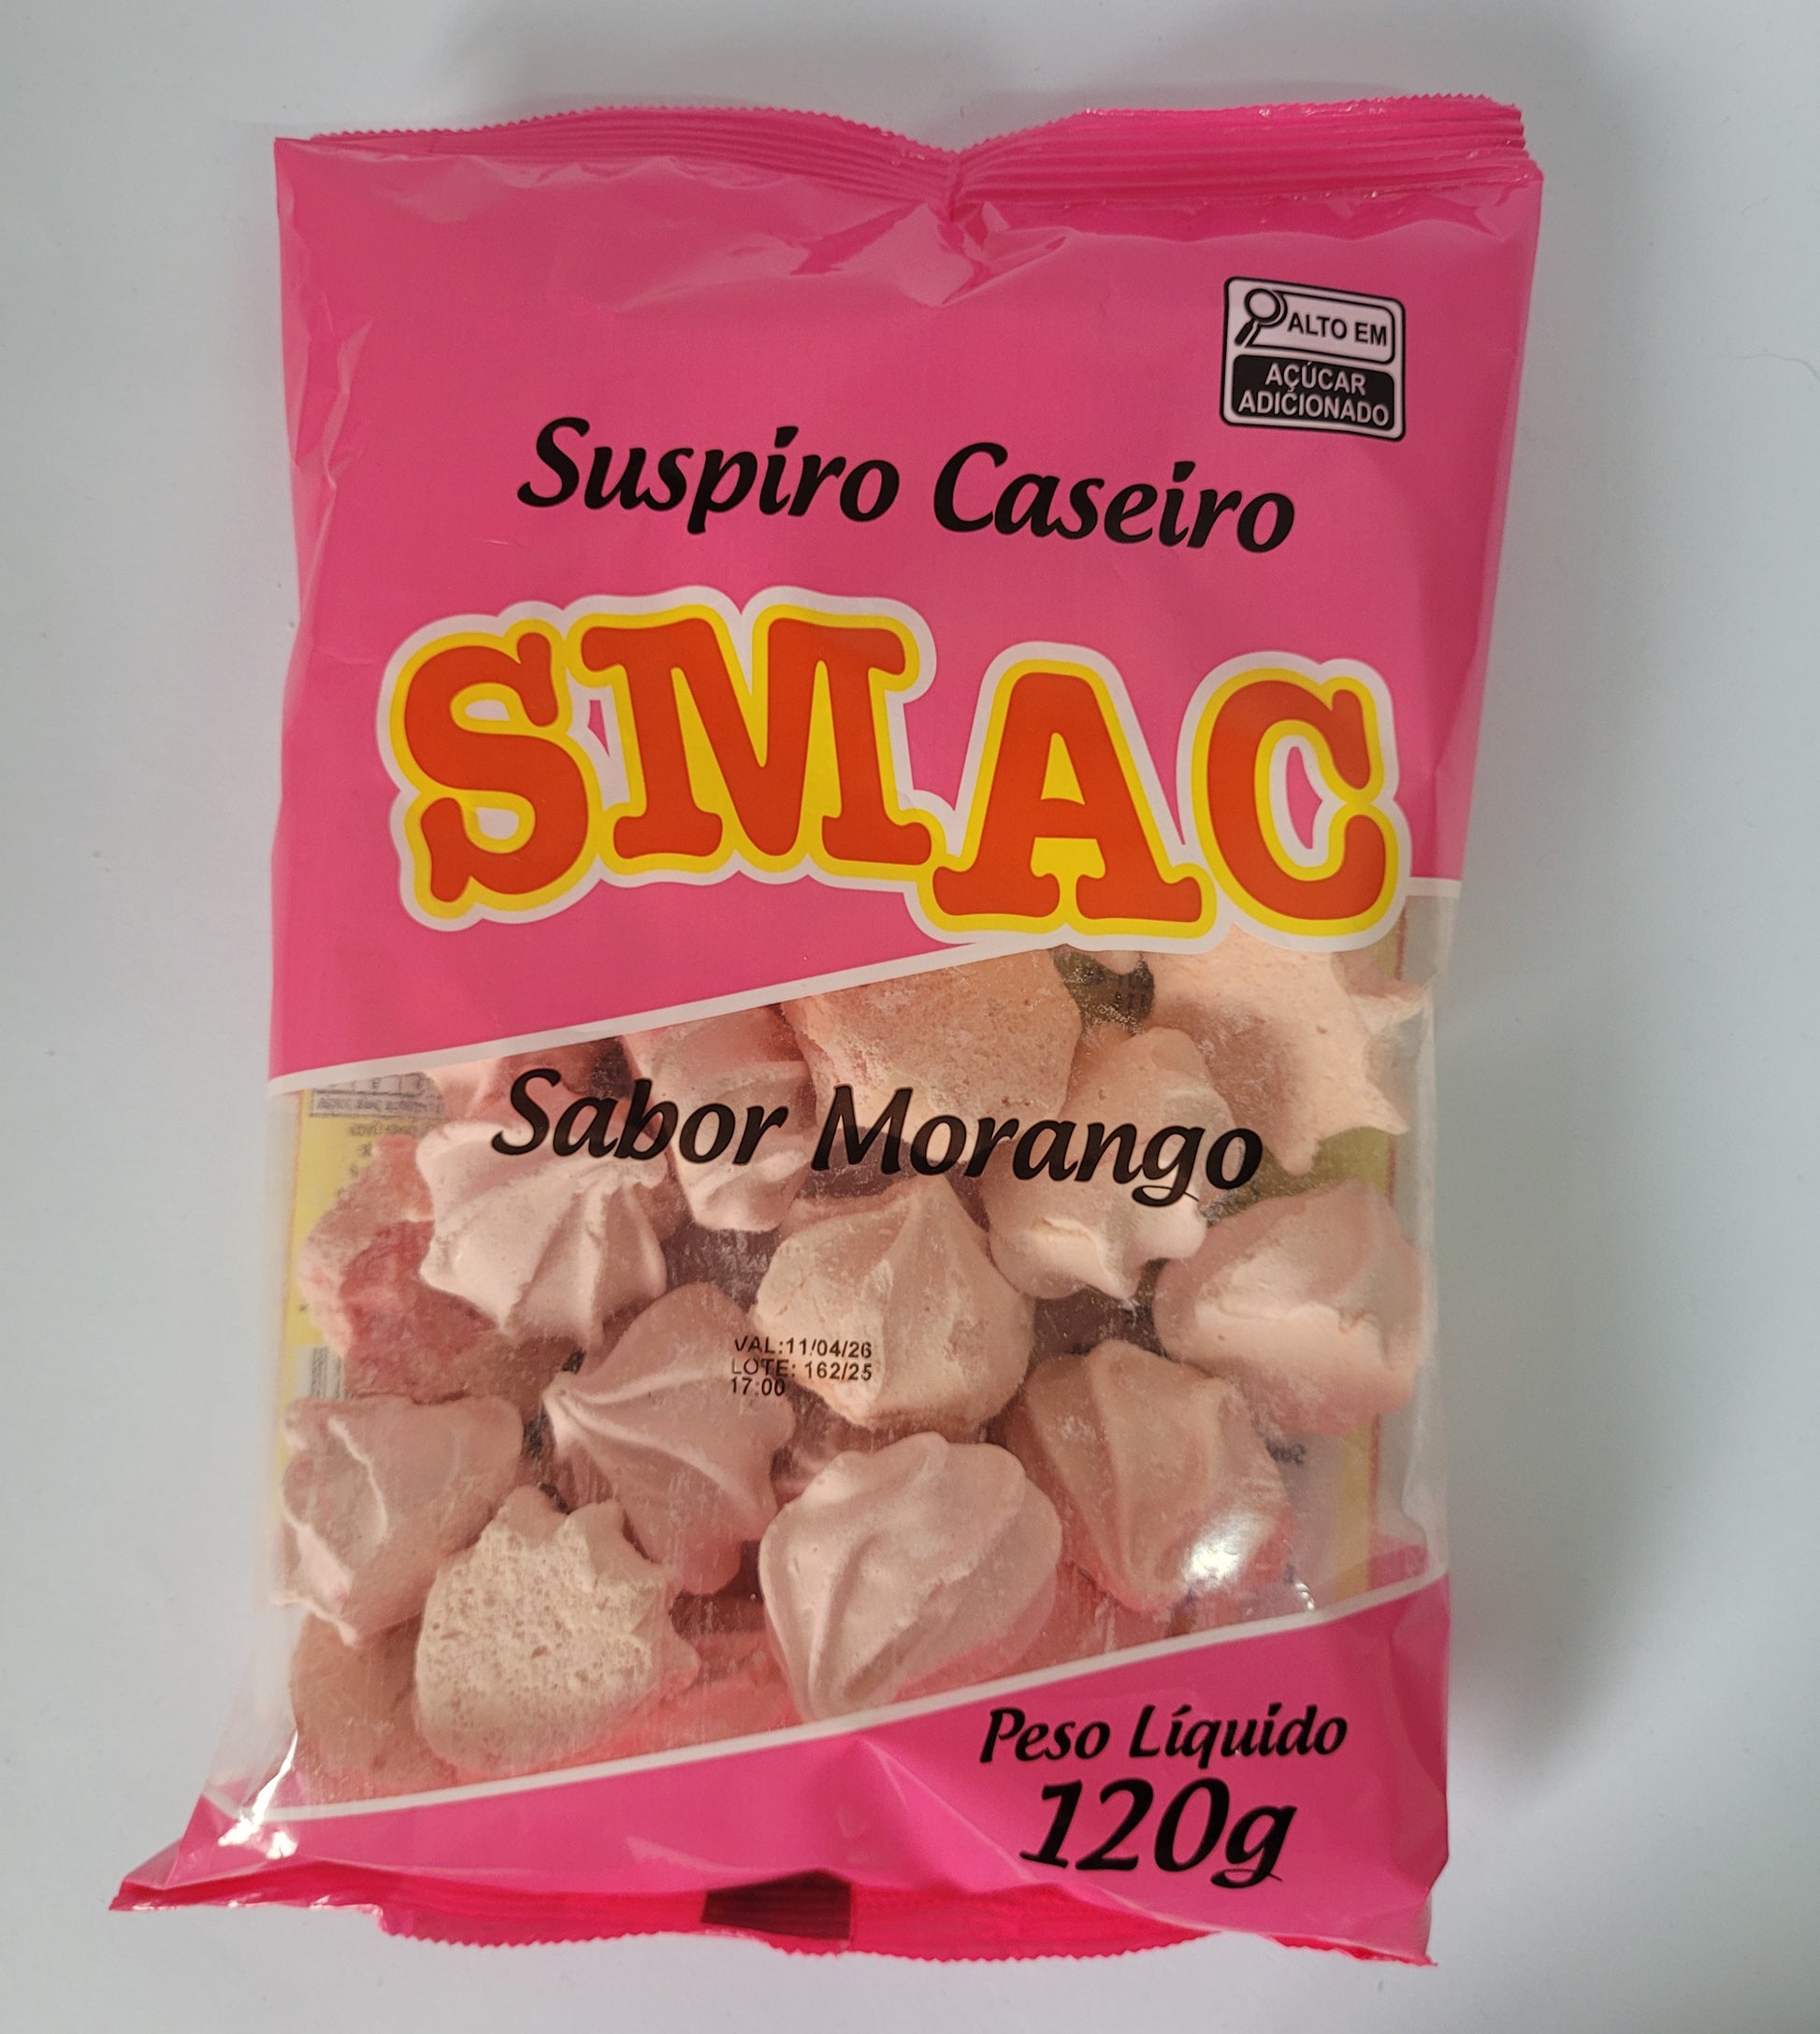 ALTO EM
AÇÚCAR
ADICIONADO
Suspiro Caseiro
SMAC
Sabor Morango
VAL:11/04/26
LOTE: 162/25
17:00
Peso Líquido
120g